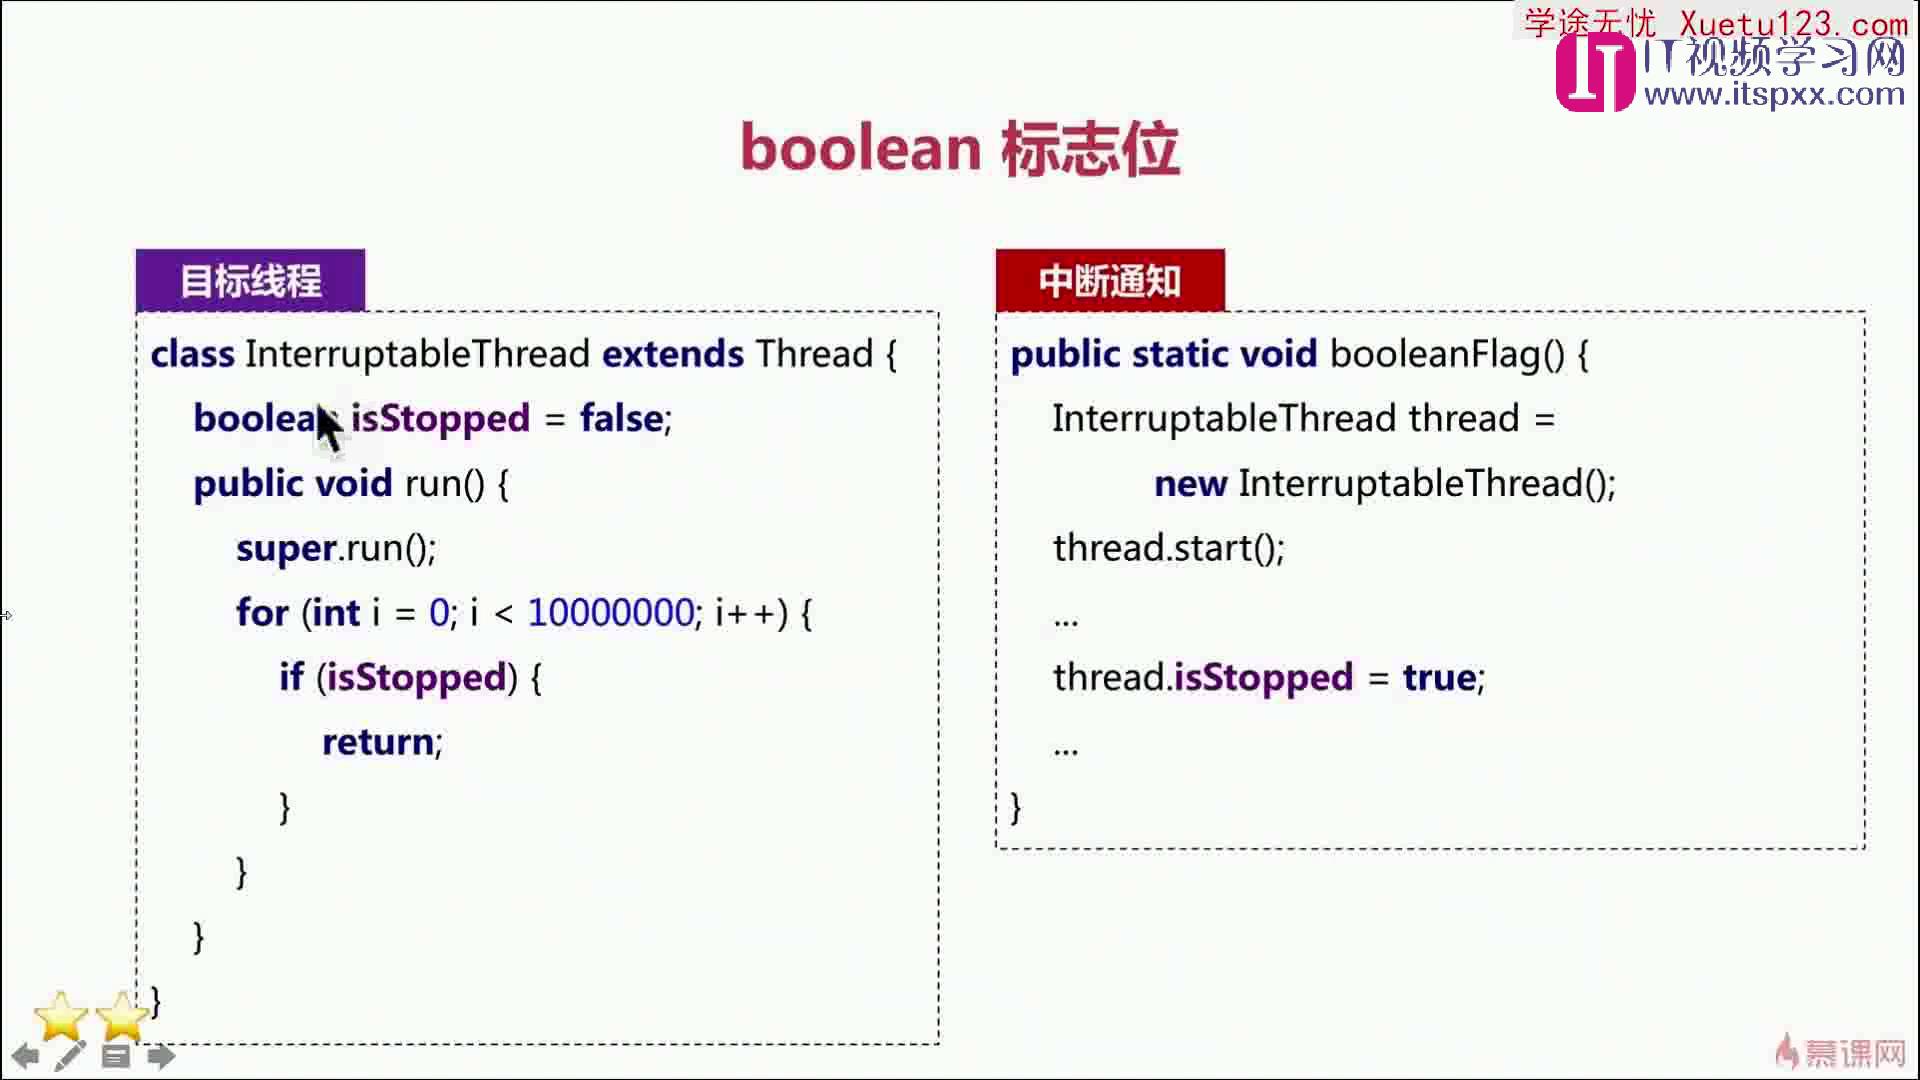 学途无忧 Xuetu123.com
IT视频学习网
www.itspxx.com
boolean 标志位
目标线程
class InterruptableThread extends Thread {
boolean isStopped = false;
public void run() {
super.run();
for (int i = 0; i < 10000000; i++) {
if (isStopped) {
return;
}
}
}
}
中断通知
public static void booleanFlag() {
InterruptableThread thread =
new InterruptableThread();
thread.start();
...
thread.isStopped = true;
...
}
慕课网